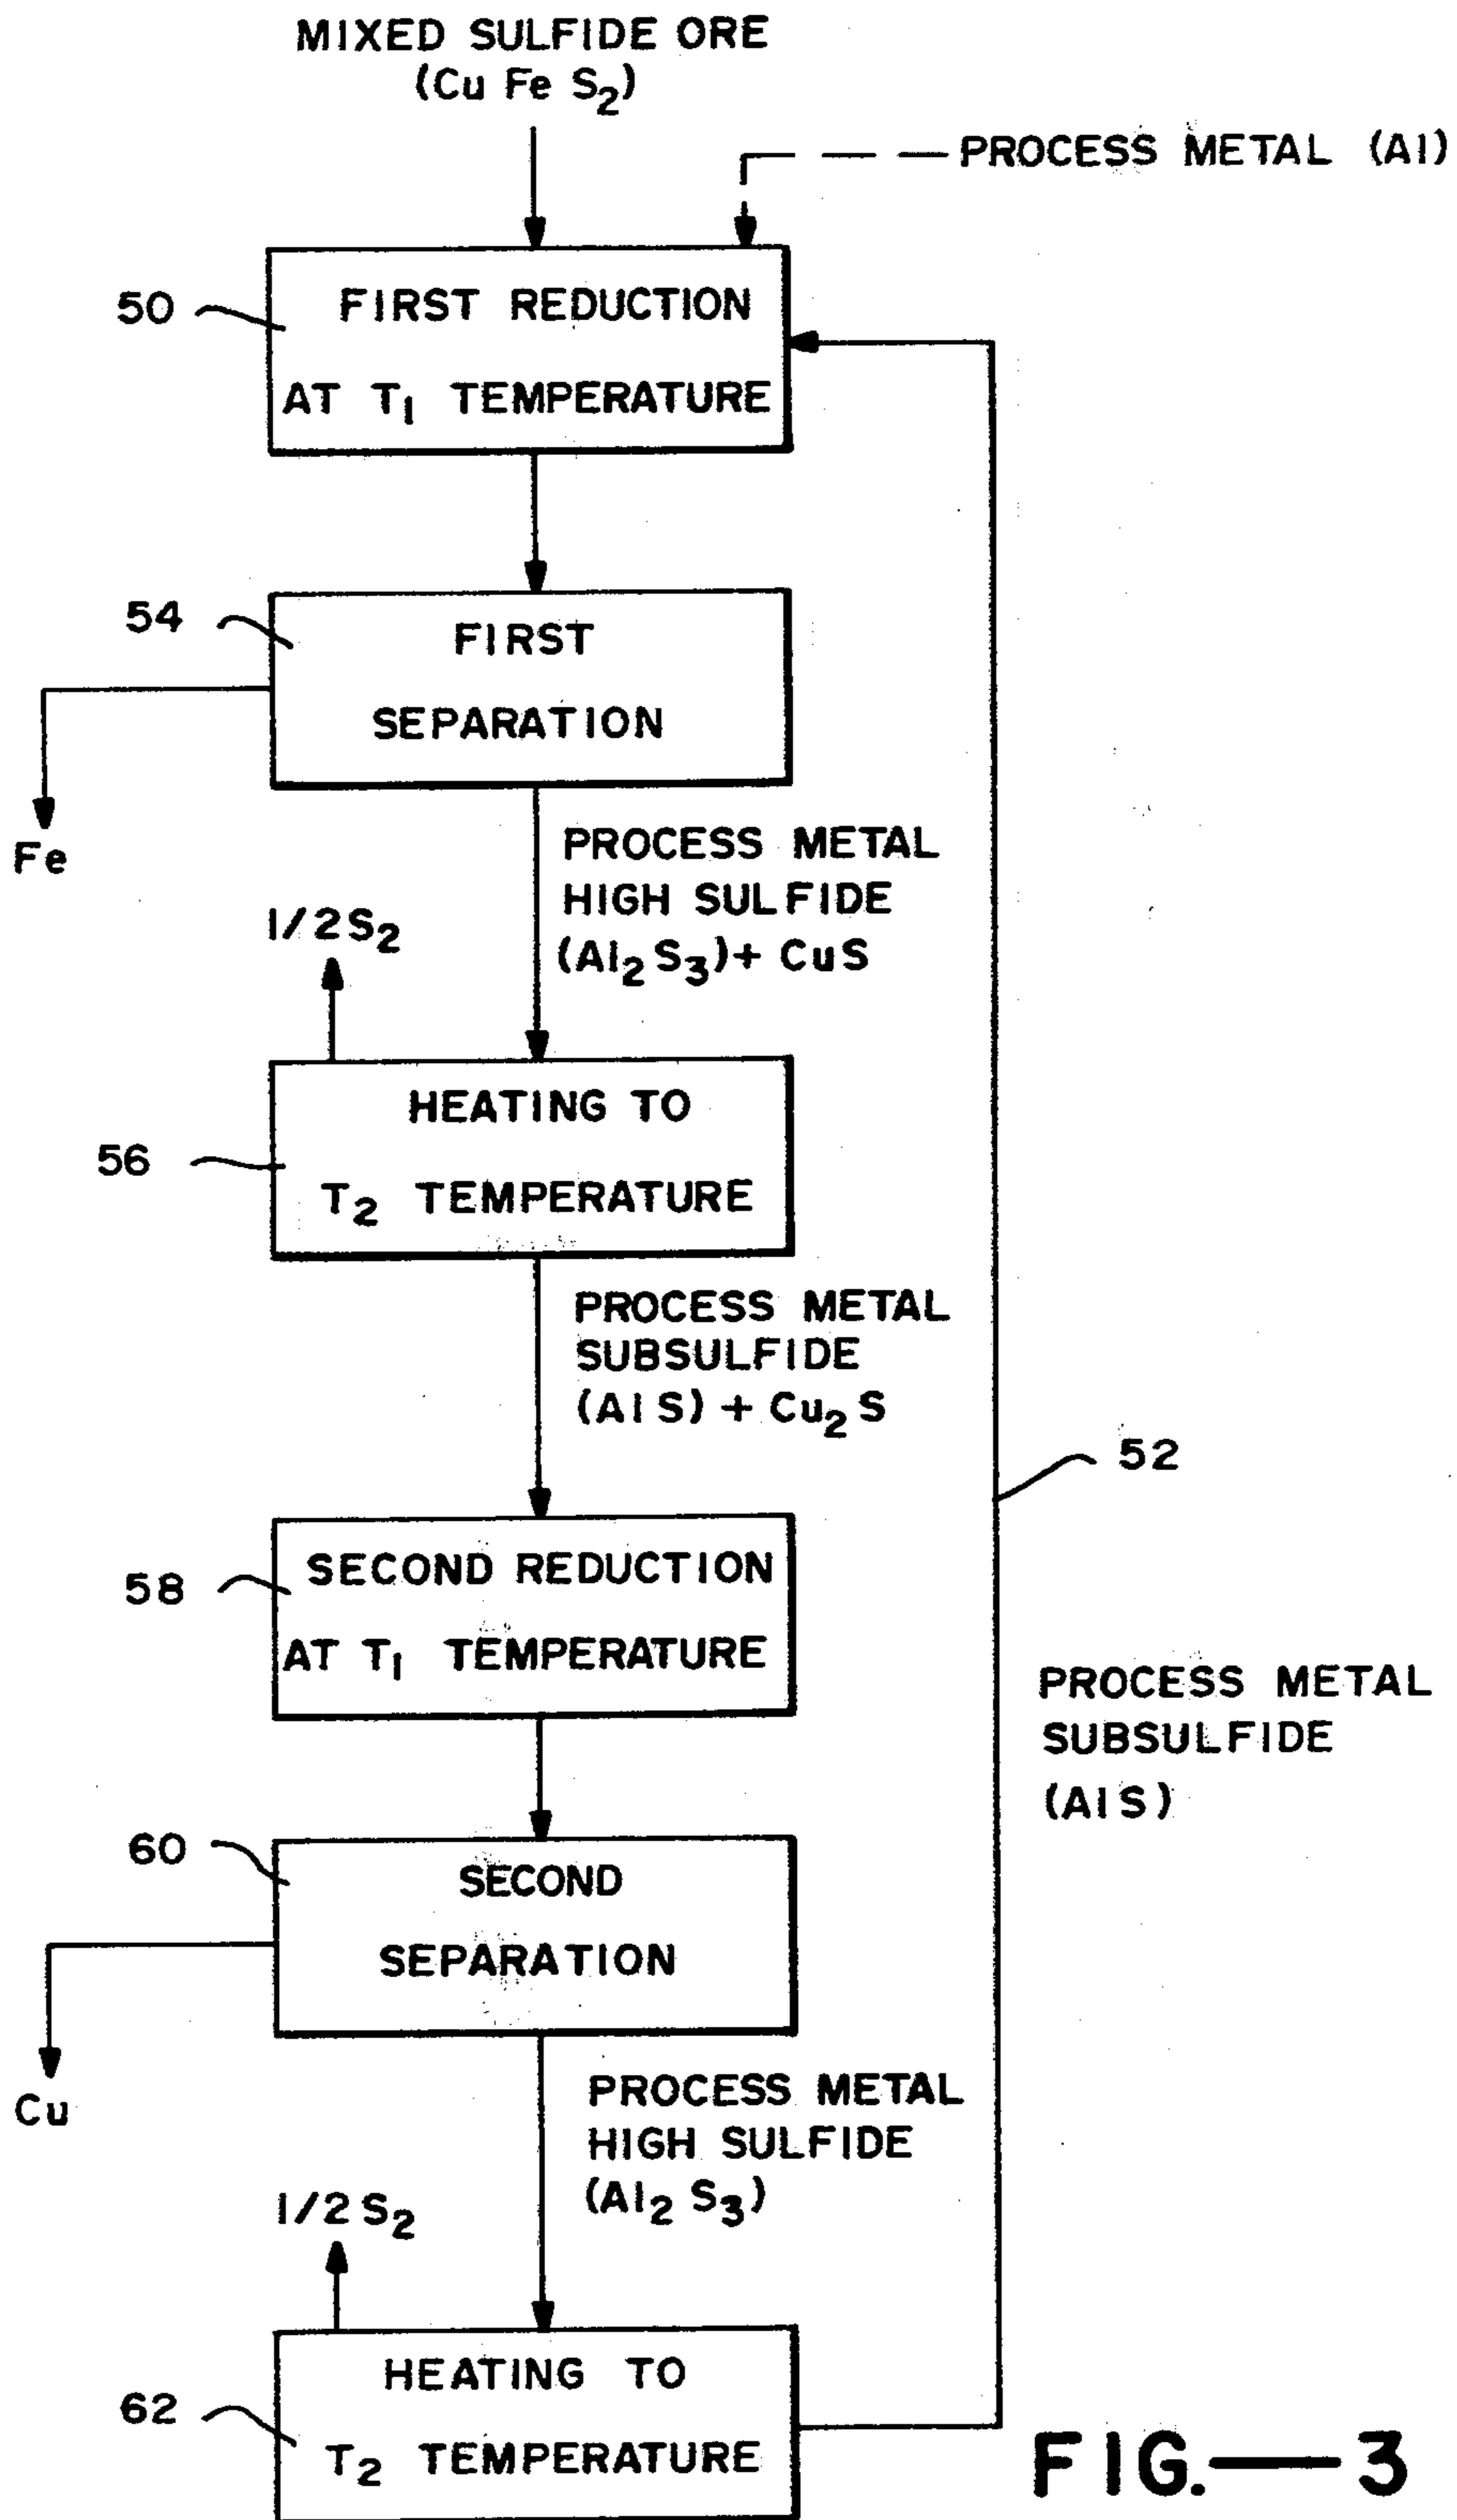 MIXED SULFIDE ORE
(Cu Fe S2)
PROCESS METAL (Al)
50
FIRST REDUCTION
AT T1 TEMPERATURE
54
FIRST
SEPARATION
Fe
PROCESS METAL
HIGH SULFIDE
(Al2 S3)+ CuS
1/2S2
56
HEATING TO
T2 TEMPERATURE
PROCESS METAL
SUBSULFIDE
(Al S) + Cu2 S
52
58
SECOND REDUCTION
AT T1 TEMPERATURE
PROCESS METAL
SUBSULFIDE
(Al S)
60
SECOND
SEPARATION
Cu
PROCESS METAL
HIGH SULFIDE
(Al2 S3)
1/2 S2
62
HEATING TO
T2 TEMPERATURE
FIG.—3